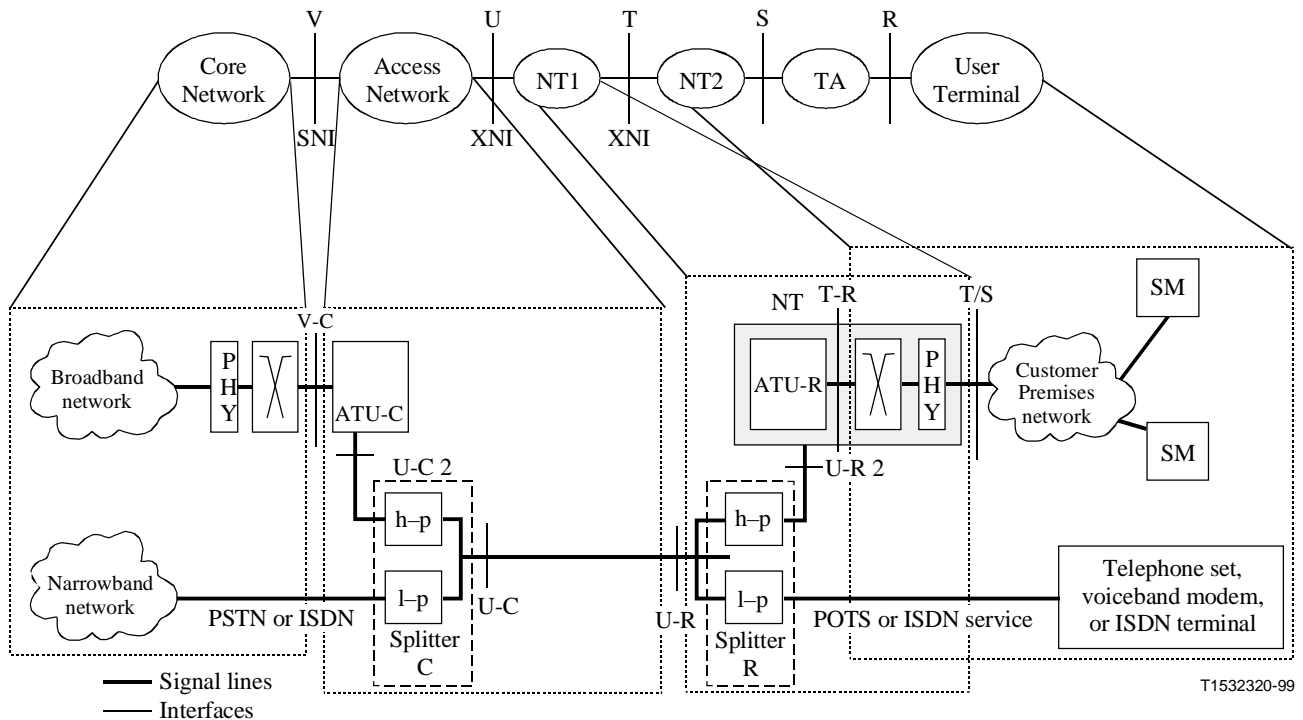 V
U
T
S
R
Core
Network
Access
Network
NT1
NT2
TA
User
Terminal
SNI
XNI
XNI
V-C
NT
T-R
T/S
SM
Broadband
network
P
H
Y
ATU-C
ATU-R
P
H
Y
Customer
Premises
network
SM
U-C 2
U-R 2
h–p
h–p
Narrowband
network
PSTN or ISDN
l–p
U-C
U-R
l–p
POTS or ISDN service
Telephone set,
voiceband modem,
or ISDN terminal
Splitter
C
Splitter
R
Signal lines
Interfaces
T1532320-99